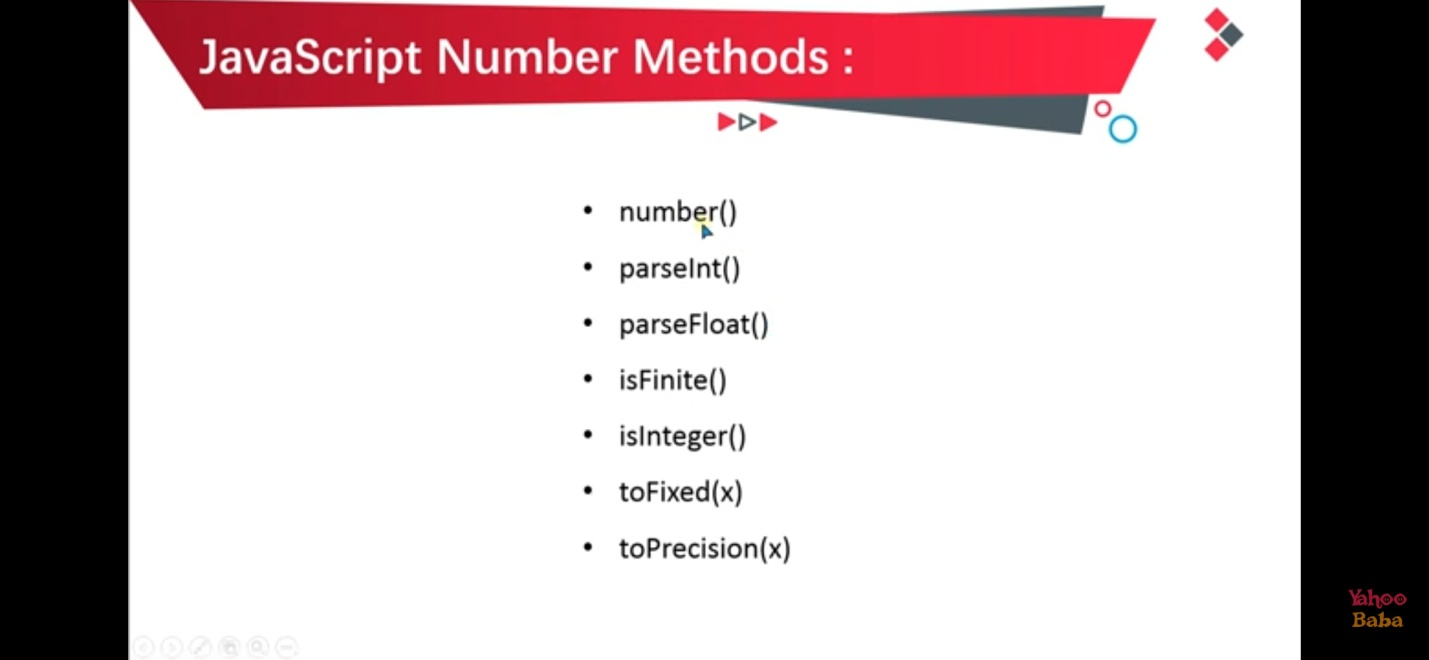 JavaScript Number Methods :
• number()
• parseInt()
• parseFloat()
• isFinite()
• isInteger()
• toFixed(x)
• toPrecision(x)
Yahoo
Baba